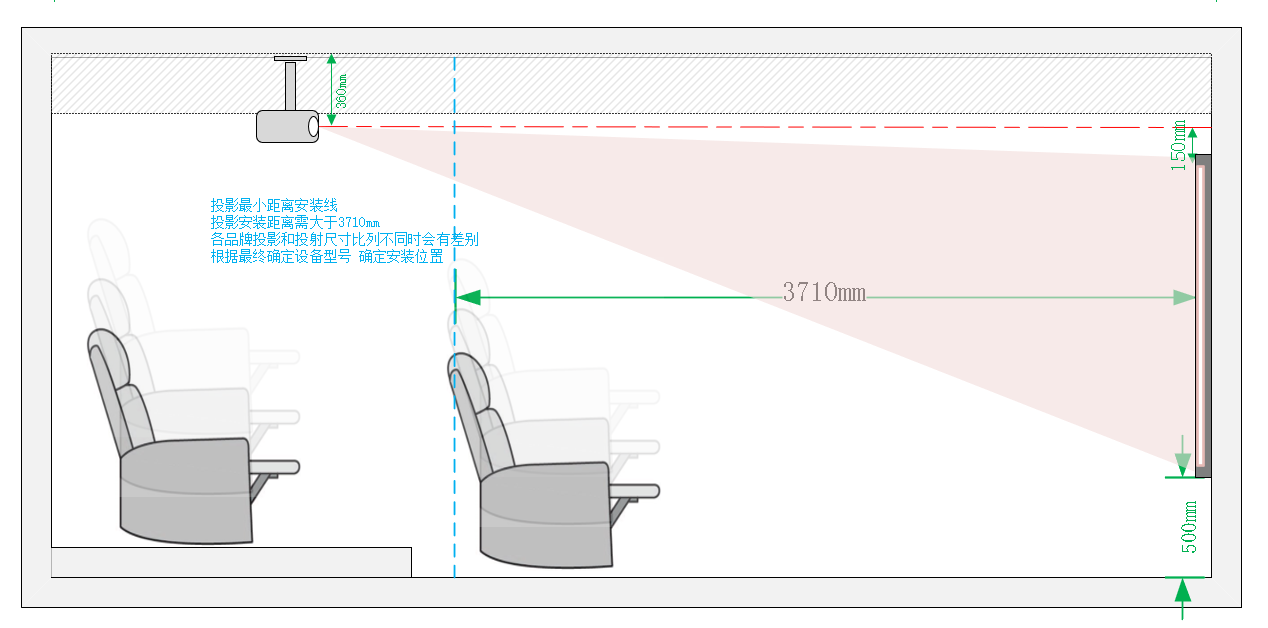 360mm
150mm
投影最小距离安装线
投影安装距离需大于3710mm
各品牌投影和投射尺寸比列不同时会有差别
根据最终确定设备型号 确定安装位置
3710mm
500mm